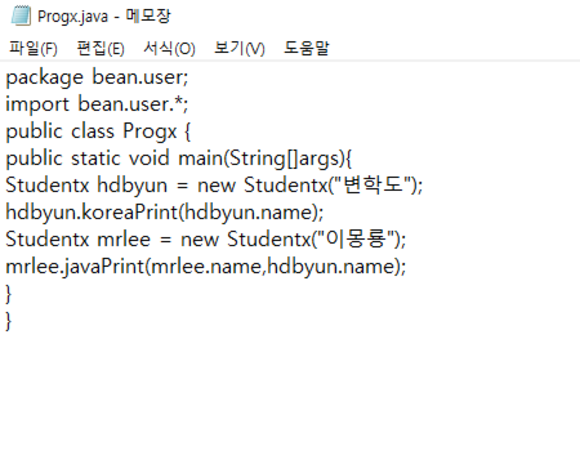 Progx.java - 메모장
파일(F) 편집(E) 서식(O) 보기(V) 도움말
package bean.user;
import bean.user.*;
public class Progx {
public static void main(String[]args){
Studentx hdbyun = new Studentx("변학도");
hdbyun.koreaPrint(hdbyun.name);
Studentx mrlee = new Studentx("이몽룡");
mrlee.javaPrint(mrlee.name,hdbyun.name);
}
}